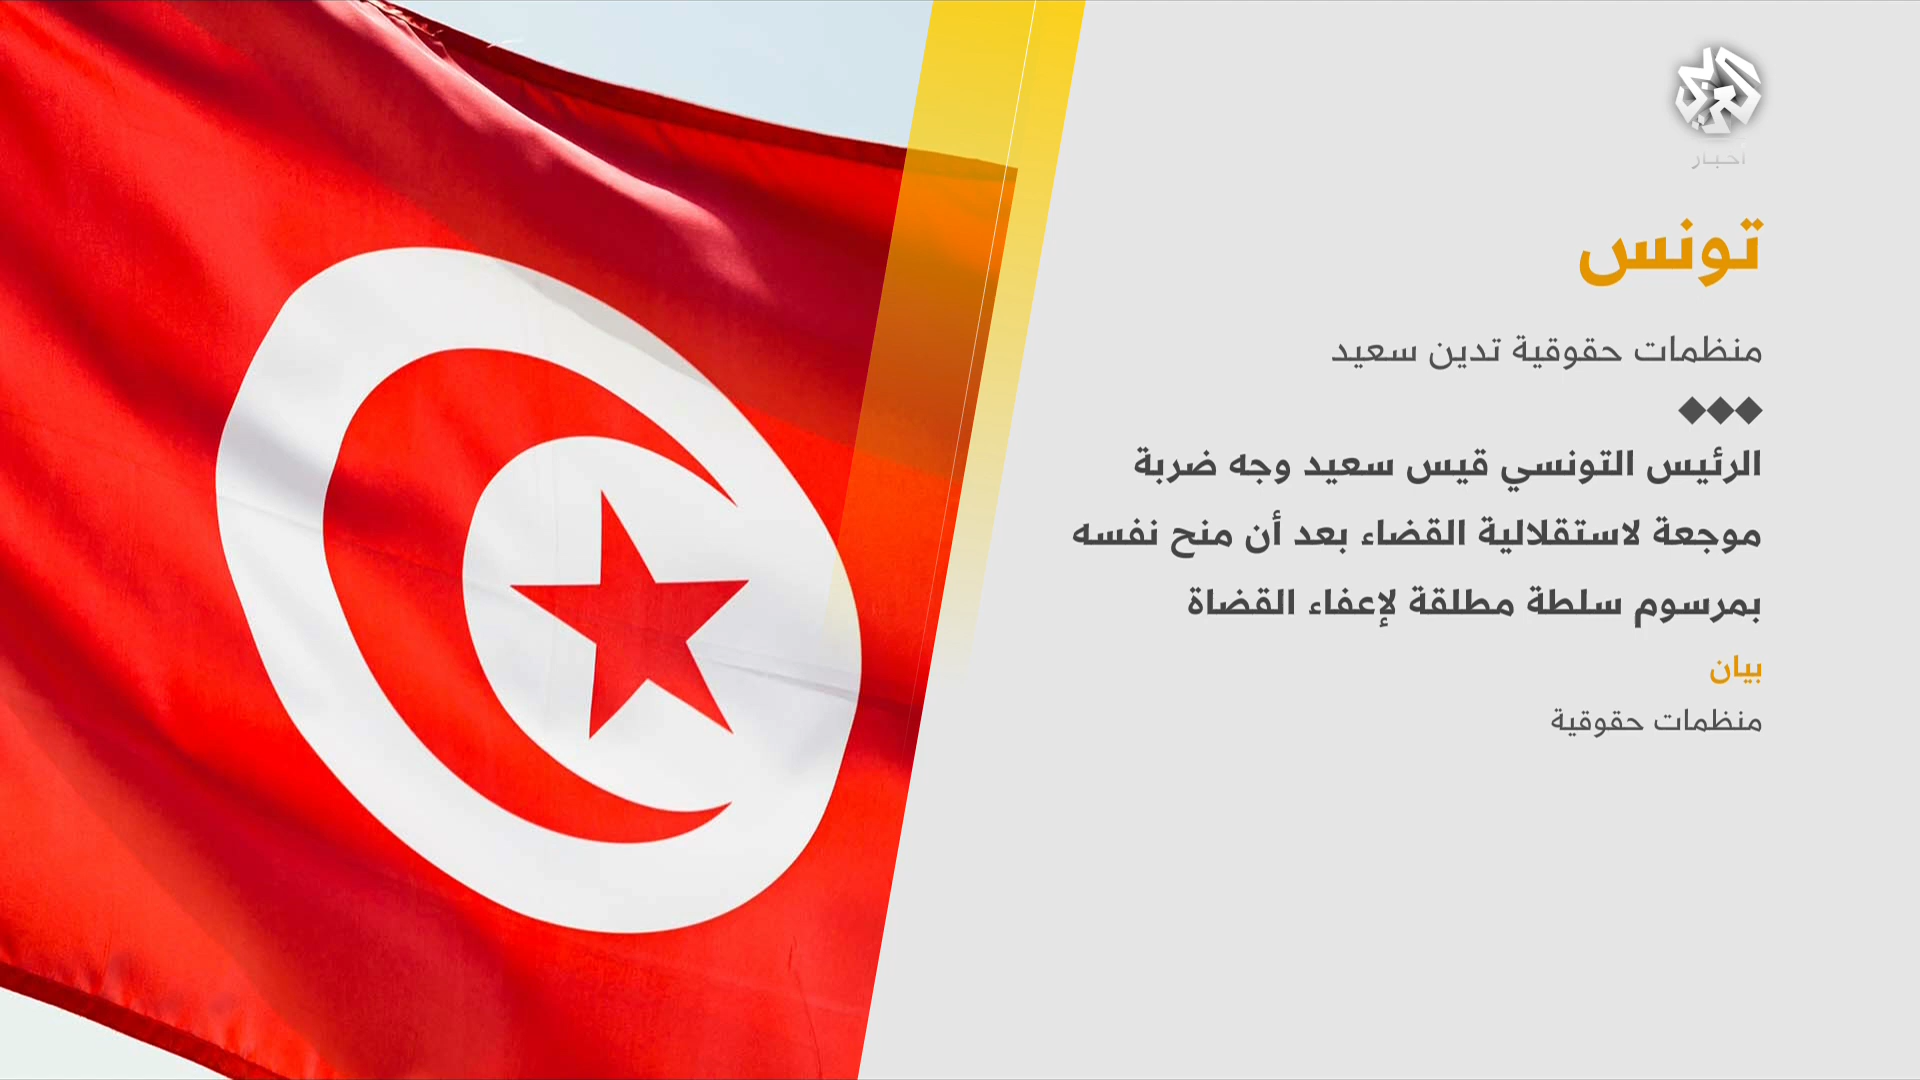 العربي
أخبار
تونس
منظمات حقوقية تدين سعيد
الرئيس التونسي قيس سعيد وجه ضربة
موجعة لاستقلالية القضاء بعد أن منح نفسه
بمرسوم سلطة مطلقة لإعفاء القضاة
بيان
منظمات حقوقية